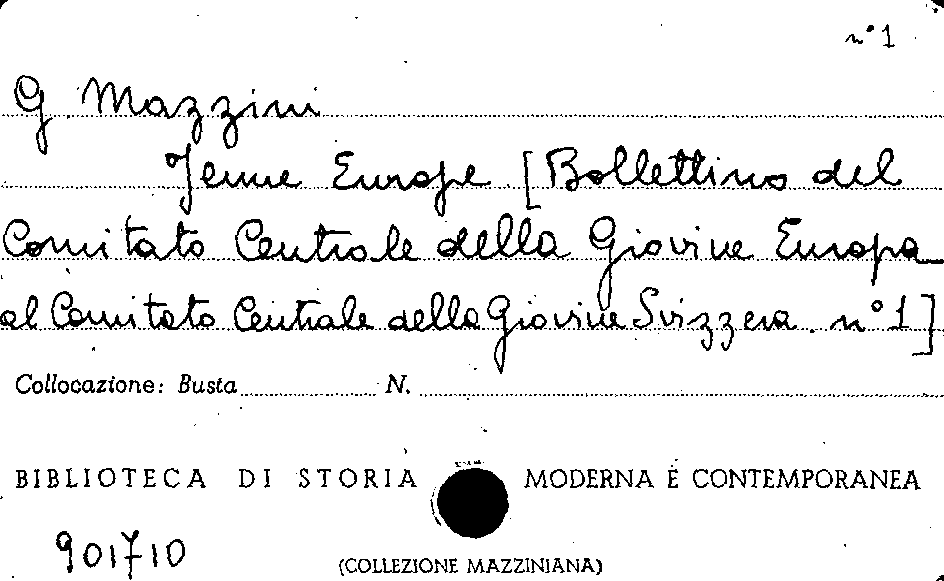 n° 1
G. Mazzini
Jeune Europe [Bollettino del
Comitato Centrale della Giovine Europa
al Comitato Centrale della Giovine Svizzera. n° 1]
Collocazione: Busta N.
BIBLIOTECA DI STORIA MODERNA E CONTEMPORANEA
901710
(COLLEZIONE MAZZINIANA)